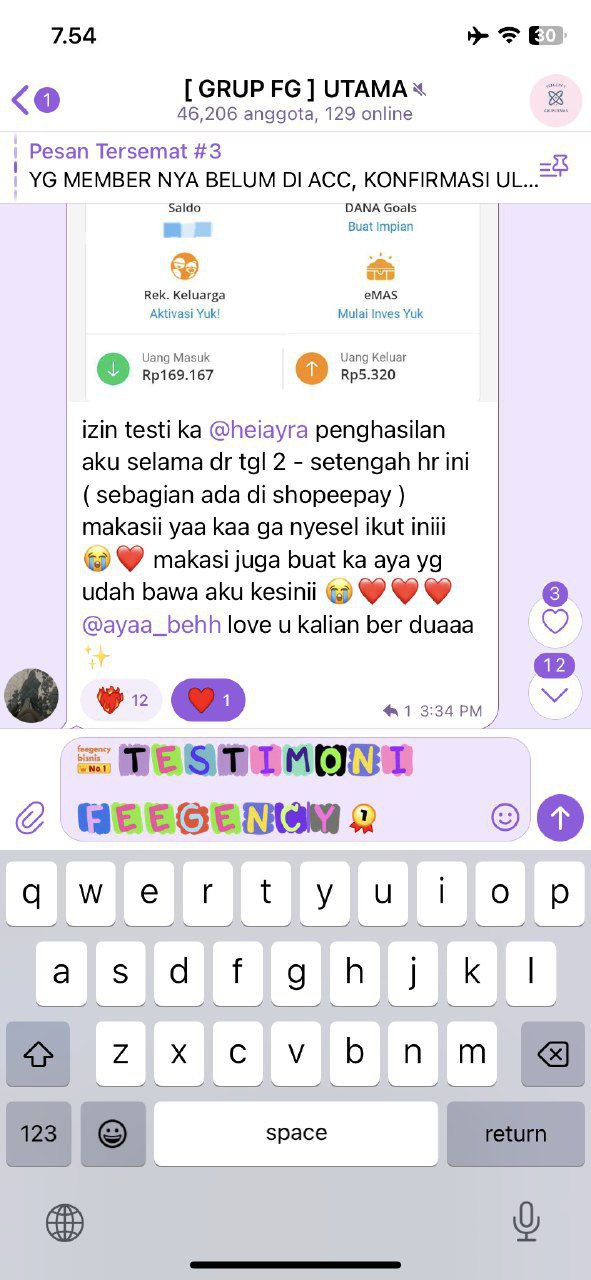 7.54
30
1
[ GRUP FG ] UTAMA
46,206 anggota, 129 online
Pesan Tersemat #3
YG MEMBER NYA BELUM DI ACC, KONFIRMASI UL...
Saldo
DANA Goals
Buat Impian
Rek. Keluarga
eMAS
Aktivasi Yuk!
Mulai Inves Yuk
Uang Masuk
Rp169.167
Uang Keluar
Rp5.320
izin testi ka @heiayra penghasilan
aku selama dr tgl 2 - setengah hr ini
( sebagian ada di shopeepay )
makasii yaa kaa ga nyesel ikut iniii
😭❤️ makasi juga buat ka aya yg
udah bawa aku kesinii 😭❤️❤️❤️
@ayaa_behh love u kalian ber duaaa
✨
12
1
1 3:34 PM
3
12
feegency
bisnis
No.1
TESTIMONI
FEEGENCY
1
q w e r t y u i o p
a s d f g h j k l
z x c v b n m
123
space
return